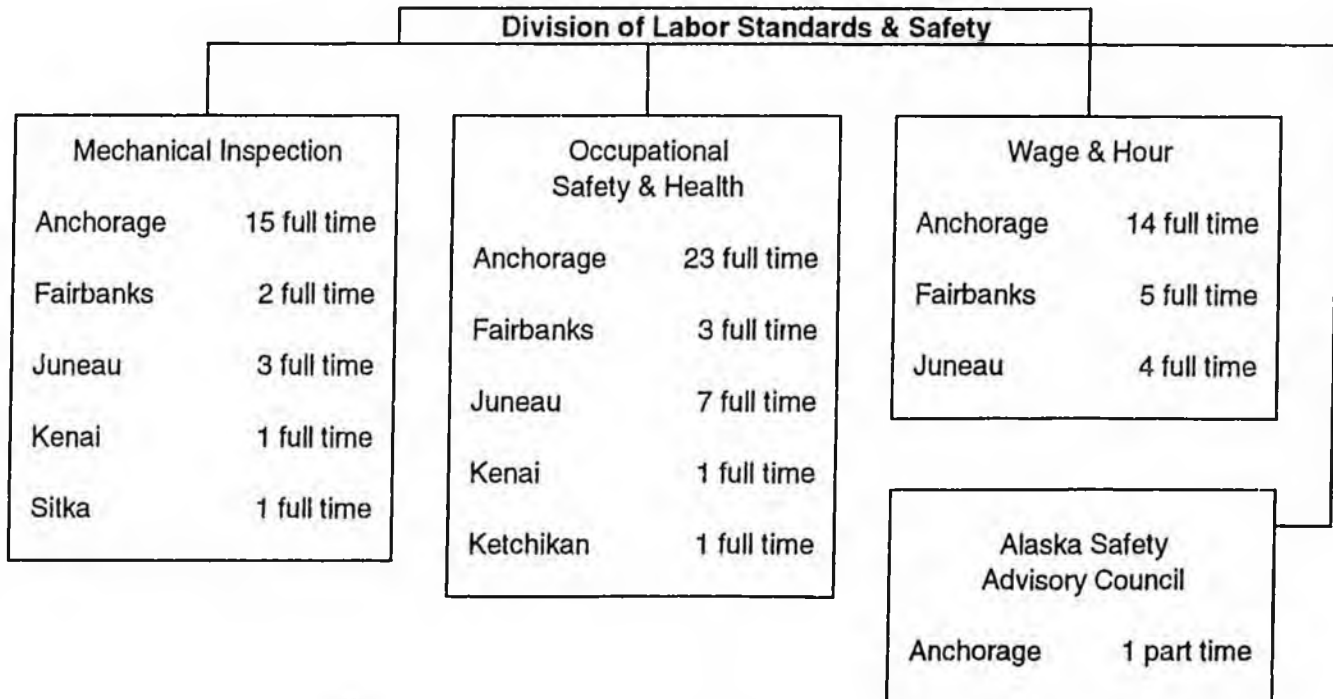 Division of Labor Standards & Safety
Mechanical Inspection
Anchorage 15 full time
Fairbanks 2 full time
Juneau 3 full time
Kenai 1 full time
Sitka 1 full time
Occupational
Safety & Health
Anchorage 23 full time
Fairbanks 3 full time
Juneau 7 full time
Kenai 1 full time
Ketchikan 1 full time
Wage & Hour
Anchorage 14 full time
Fairbanks 5 full time
Juneau 4 full time
Alaska Safety
Advisory Council
Anchorage 1 part time